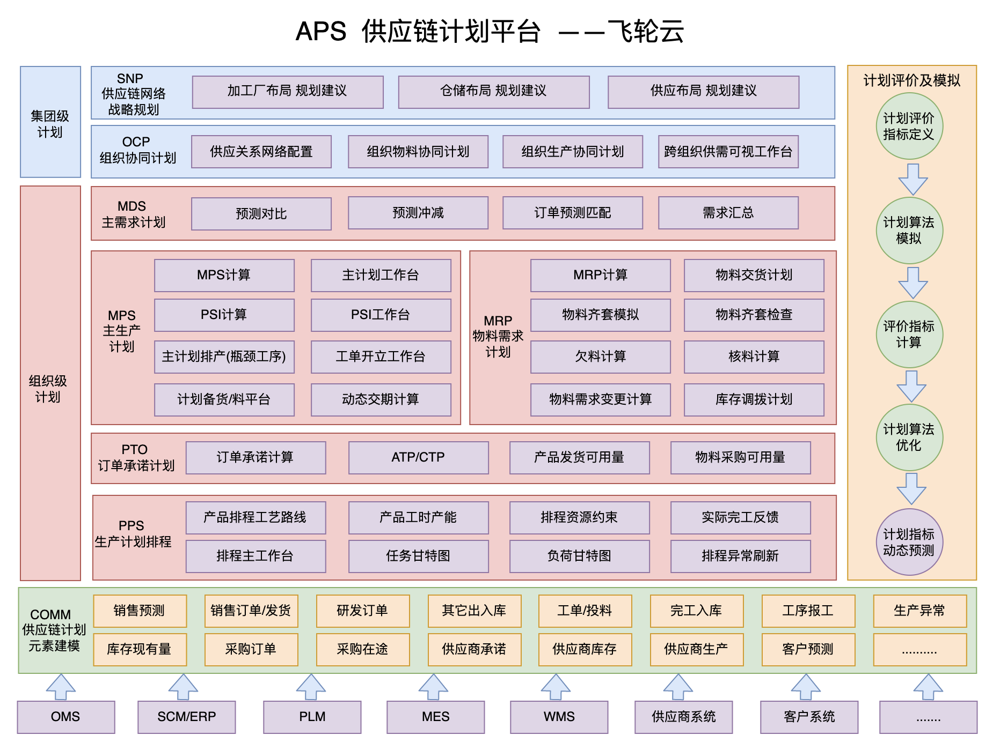 APS 供应链计划平台 ——飞轮云
集团级
计划
SNP
供应链网络
战略规划
加工厂布局 规划建议
仓储布局 规划建议
供应布局 规划建议
OCP
组织协同计划
供应关系网络配置
组织物料协同计划
组织生产协同计划
跨组织供需可视工作台
组织级
计划
MDS
主需求计划
预测对比
预测冲减
订单预测匹配
需求汇总
MPS
主生产
计划
MPS计算
主计划工作台
PSI计算
PSI工作台
主计划排产(瓶颈工序)
工单开立工作台
计划备货/料平台
动态交期计算
MRP
物料需求
计划
MRP计算
物料交货计划
物料齐套模拟
物料齐套检查
欠料计算
核料计算
物料需求变更计算
库存调拨计划
PTO
订单承诺计划
订单承诺计算
ATP/CTP
产品发货可用量
物料采购可用量
PPS
生产计划排程
产品排程工艺路线
产品工时产能
排程资源约束
实际完工反馈
排程主工作台
任务甘特图
负荷甘特图
排程异常刷新
计划评价及模拟
计划评价
指标定义
计划算法
模拟
评价指标
计算
计划算法
优化
计划指标
动态预测
COMM
供应链计划
元素建模
销售预测
销售订单/发货
研发订单
其它出入库
工单/投料
完工入库
工序报工
生产异常
库存现有量
采购订单
采购在途
供应商承诺
供应商库存
供应商生产
客户预测
..........
OMS
SCM/ERP
PLM
MES
WMS
供应商系统
客户系统
.......